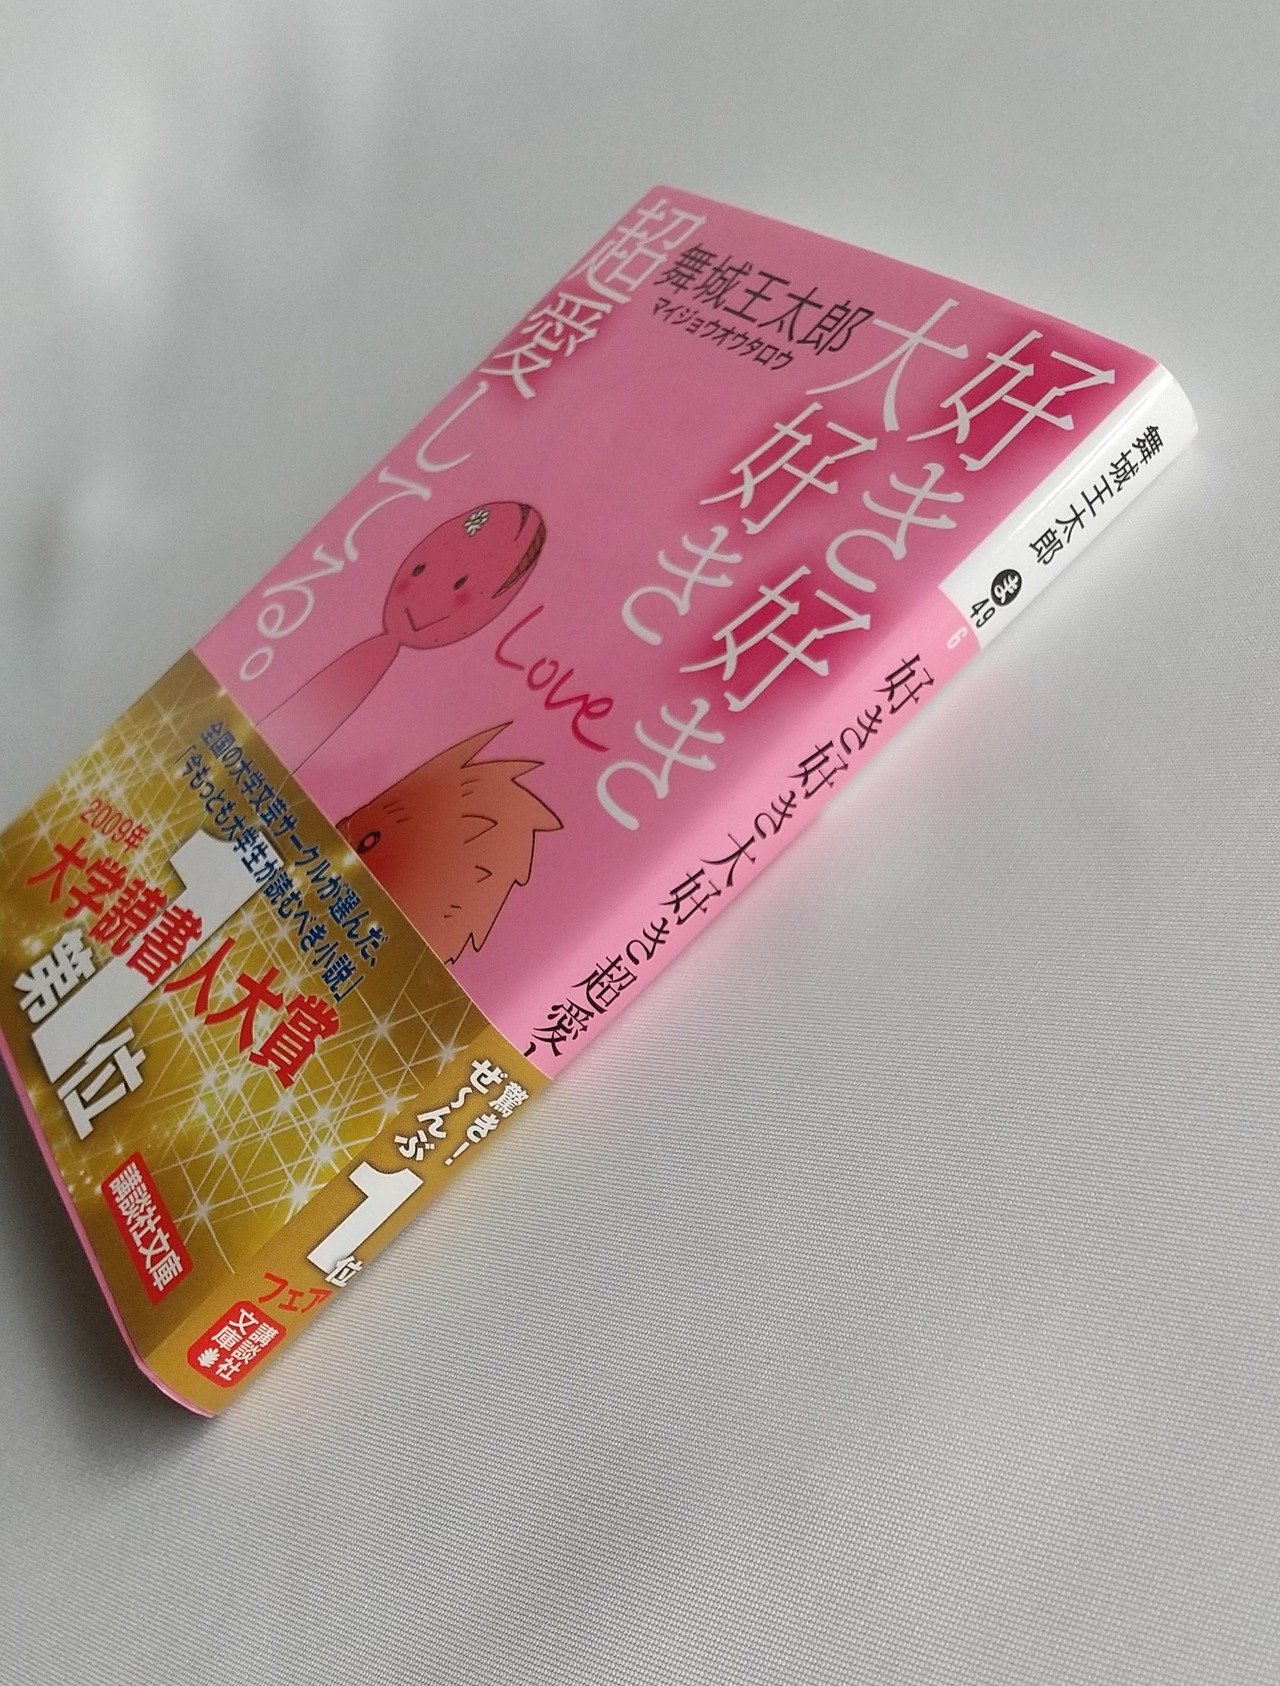 好き好き
大好き
超愛してる。
舞城王太郎
マイジョウオウタロウ
Love
全国の大学文芸サークルが選んだ、
「今もっとも大学生が読むべき小説」
2009年
大学読書人大賞
第1位
講談社文庫
舞城王太郎
ま
49
6
好き好き大好き超愛し
驚き!
ぜ〜んぶ
1位
フェア
講談社
文庫